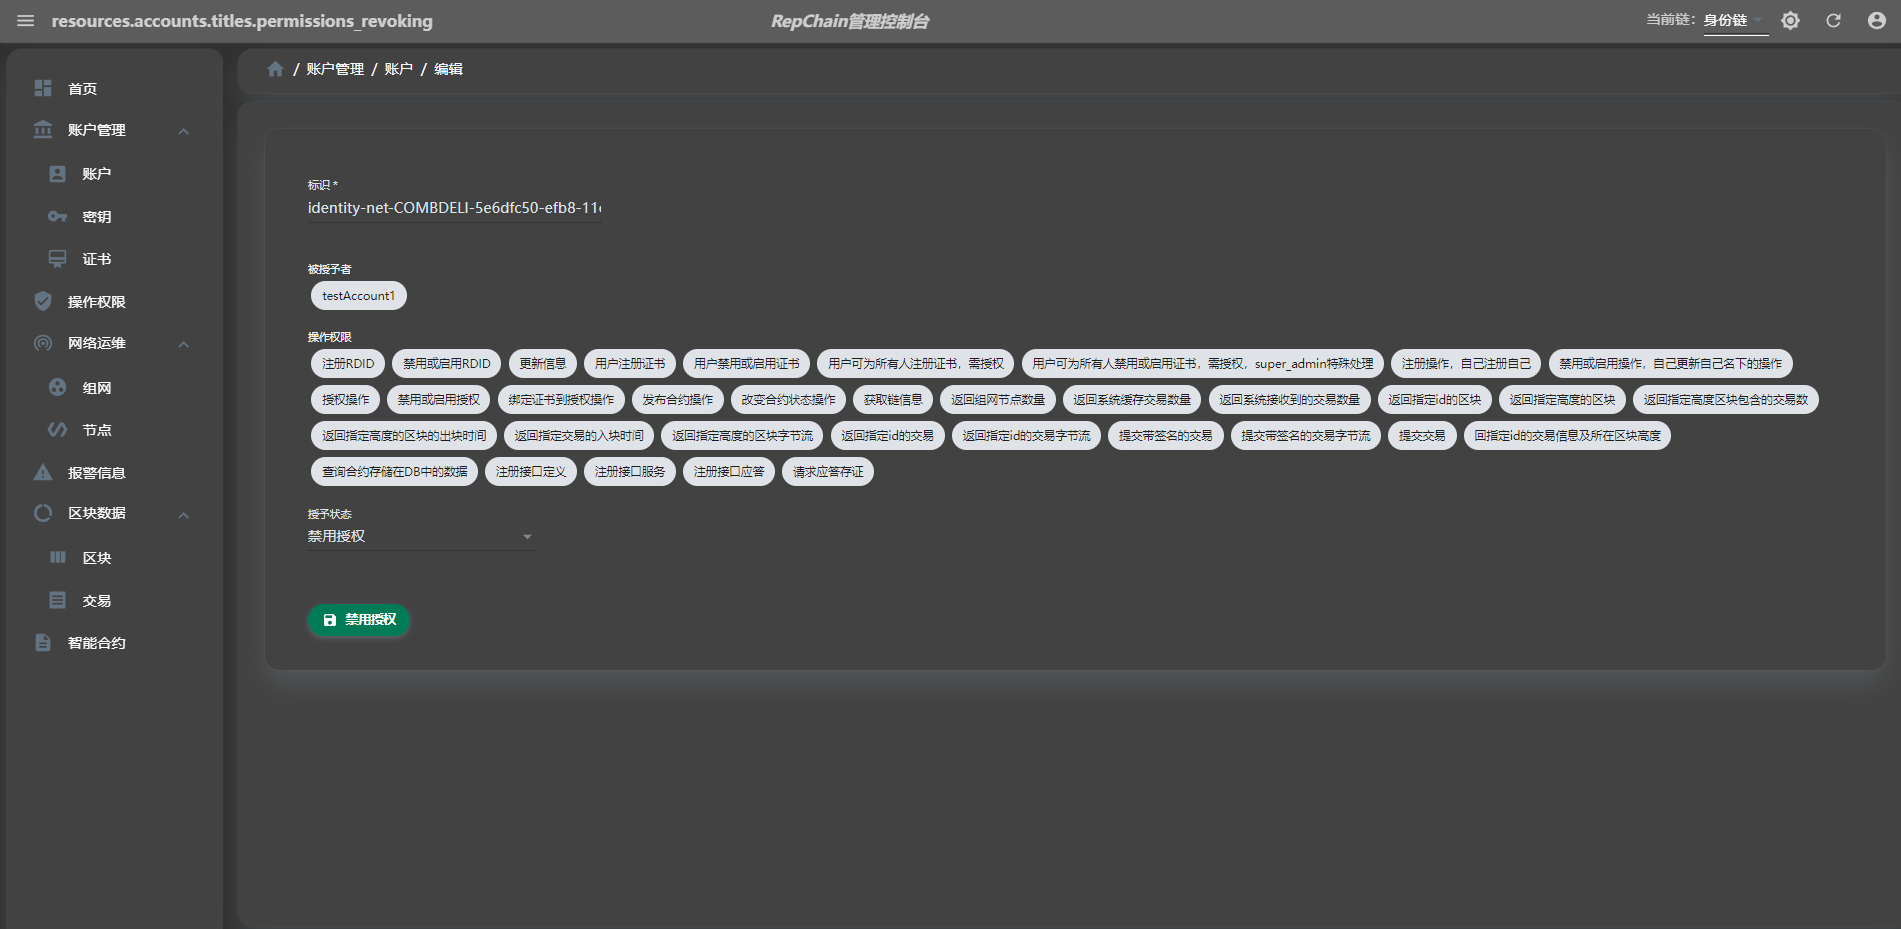 resources.accounts.titles.permissions_revoking
RepChain管理控制台
当前链：身份链
/ 账户管理 / 账户 / 编辑
首页
账户管理
账户
密钥
证书
操作权限
网络运维
组网
节点
报警信息
区块数据
区块
交易
智能合约
标识 *
identity-net-COMBDELI-5e6dfc50-efb8-11
被授予者
testAccount1
操作权限
注册RDID 禁用或启用RDID 更新信息 用户注册证书 用户禁用或启用证书 用户可为所有人注册证书，需授权 用户可为所有人禁用或启用证书，需授权，super_admin特殊处理 注册操作，自己注册自己 禁用或启用操作，自己更新自己名下的操作
授权操作 禁用或启用授权 绑定证书到授权操作 发布合约操作 改变合约状态操作 获取链信息 返回组网节点数量 返回系统缓存交易数量 返回系统接收到的交易数量 返回指定id的区块 返回指定高度的区块 返回指定高度区块包含的交易数
返回指定高度的区块的出块时间 返回指定交易的入块时间 返回指定高度的区块字节流 返回指定id的交易 返回指定id的交易字节流 提交带签名的交易 提交带签名的交易字节流 提交交易 回指定id的交易信息及所在区块高度
查询合约存储在DB中的数据 注册接口定义 注册接口服务 注册接口应答 请求应答存证
授予状态
禁用授权
禁用授权